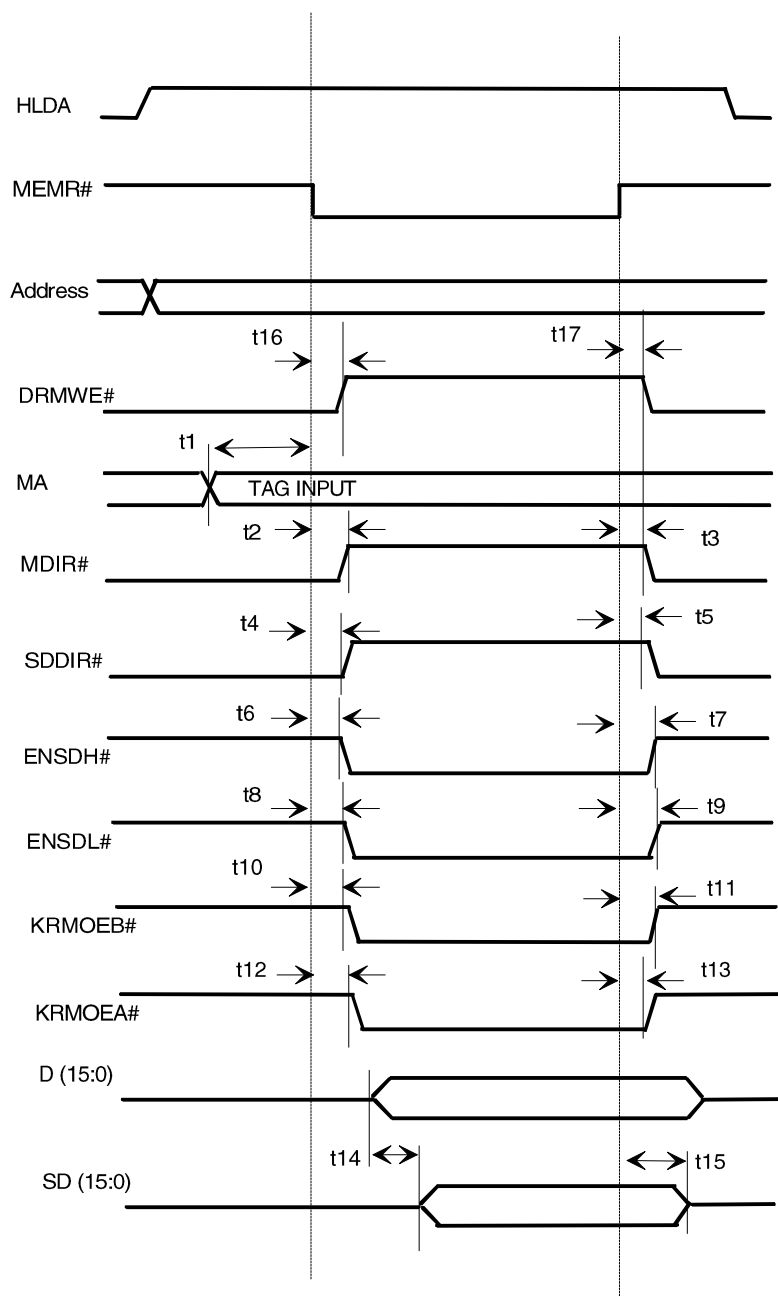 HLDA
MEMR#
Address
t16
t17
DRMWE#
t1
MA
TAG INPUT
t2
t3
MDIR#
t4
t5
SDDIR#
t6
t7
ENSDH#
t8
t9
ENSDL#
t10
t11
KRMOEB#
t12
t13
KRMOEA#
D (15:0)
t14
t15
SD (15:0)